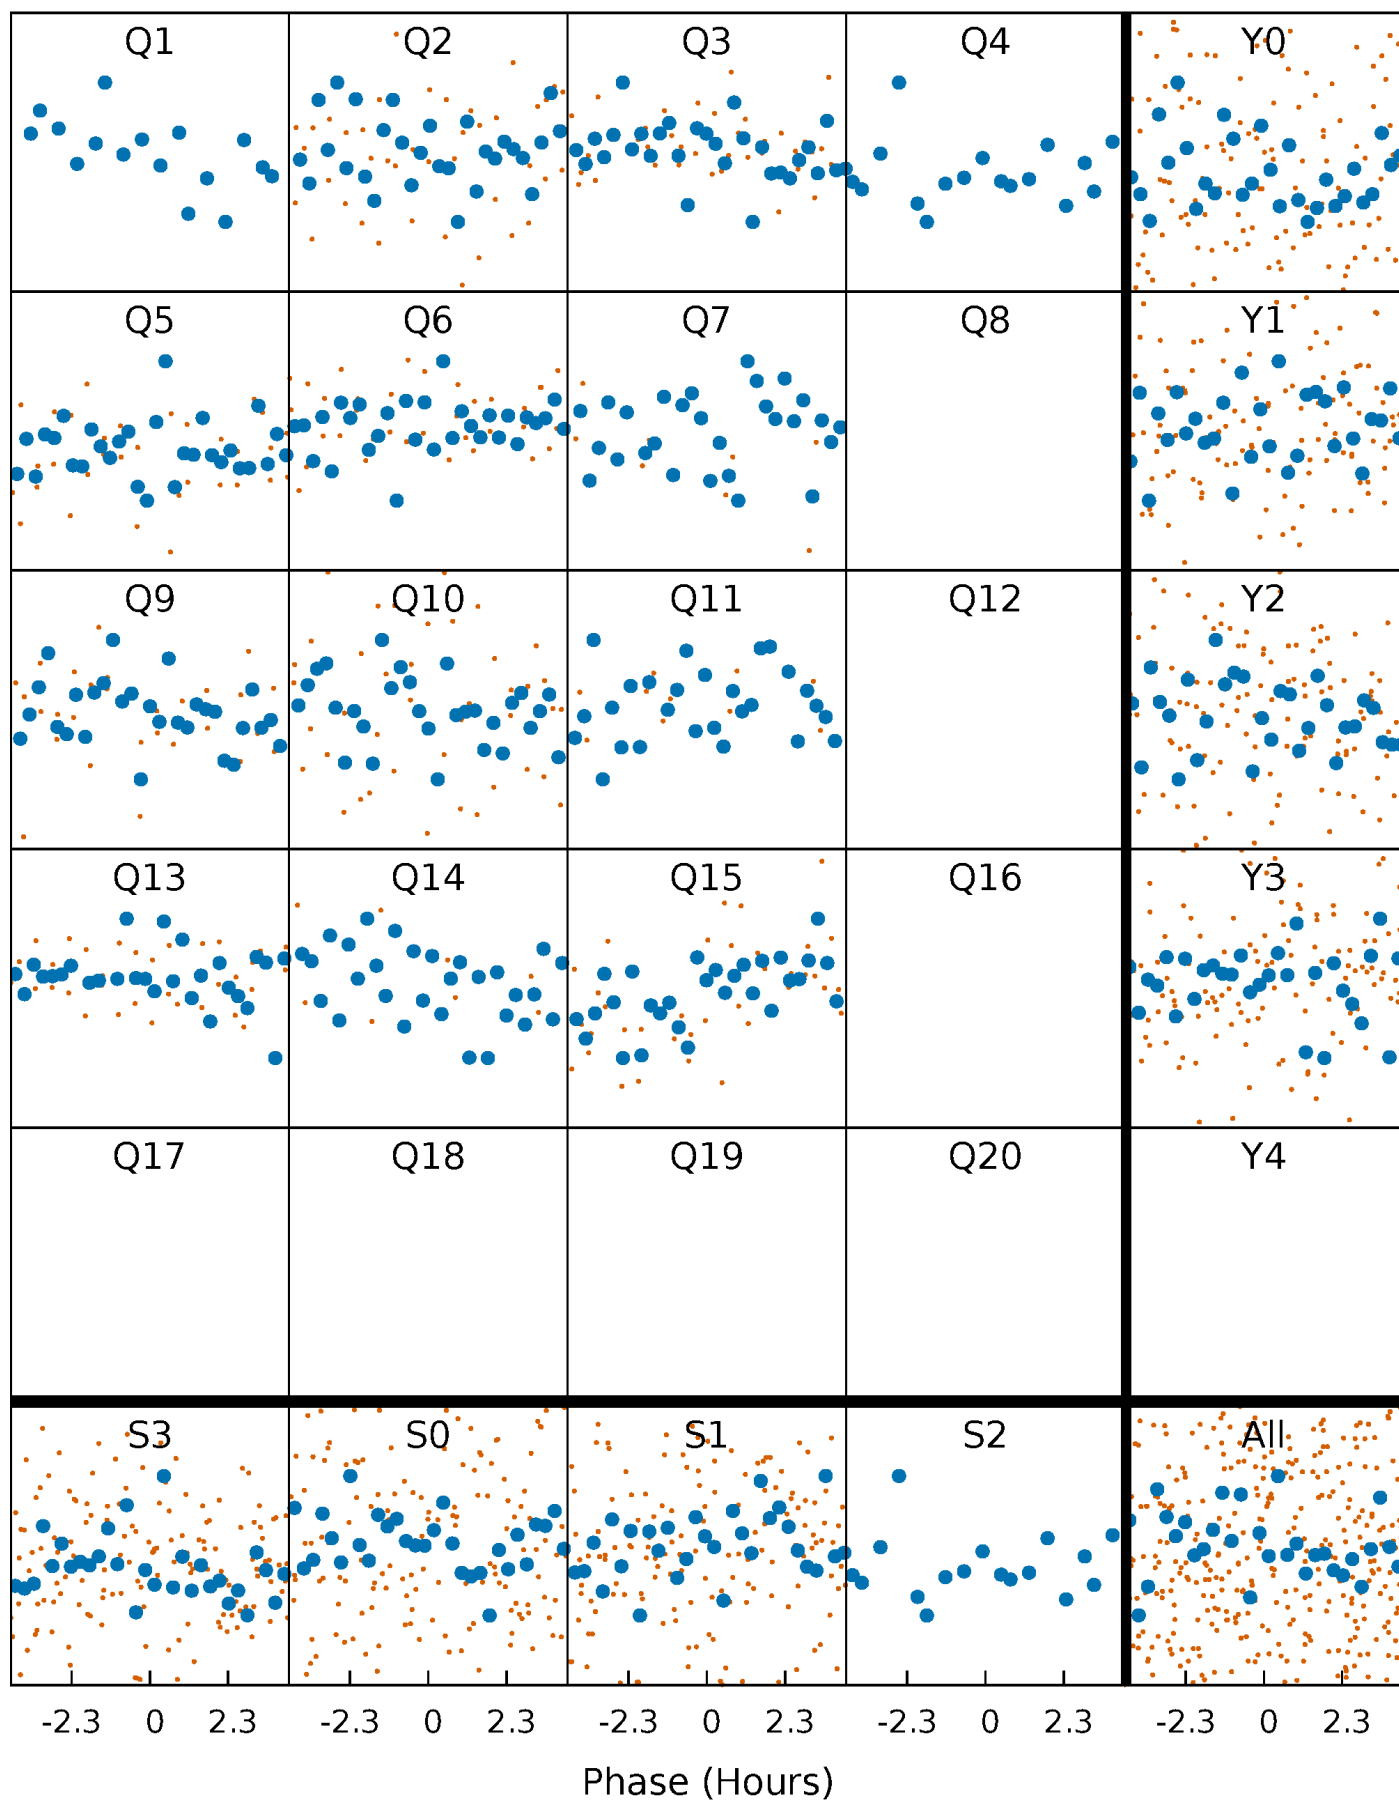 Q1 Q2 Q3 Q4 Y0
Q5 Q6 Q7 Q8 Y1
Q9 Q10 Q11 Q12 Y2
Q13 Q14 Q15 Q16 Y3
Q17 Q18 Q19 Q20 Y4
S3 S0 S1 S2 All
-2.3 0 2.3 -2.3 0 2.3 -2.3 0 2.3 -2.3 0 2.3 -2.3 0 2.3
Phase (Hours)